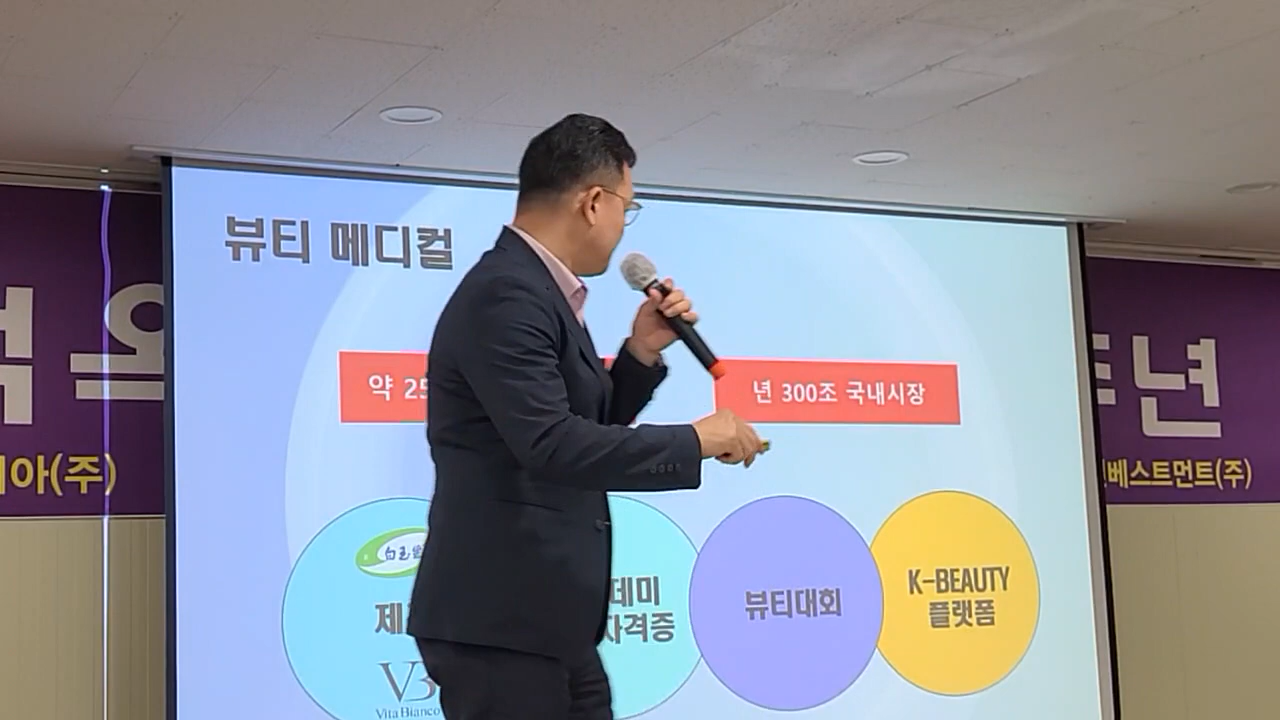 뷰티 메디컬
약 25
년 300조 국내시장
제
데미
자격증
뷰티대회
K-BEAUTY
플랫폼
VB
Vita Bianco
년
아(주)
베스트먼트(주)